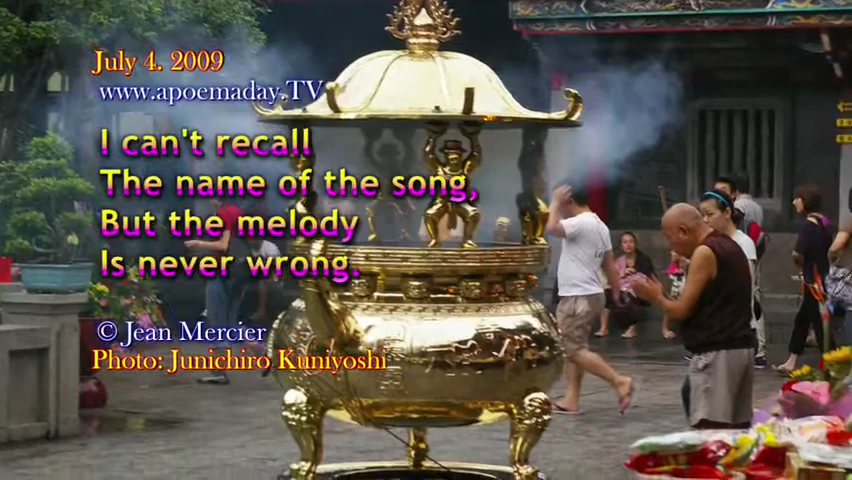 July 4. 2009
www.apoemaday.TV
I can't recall
The name of the song,
But the melody
Is never wrong.
© Jean Mercier
Photo: Junichiro Kuniyoshi